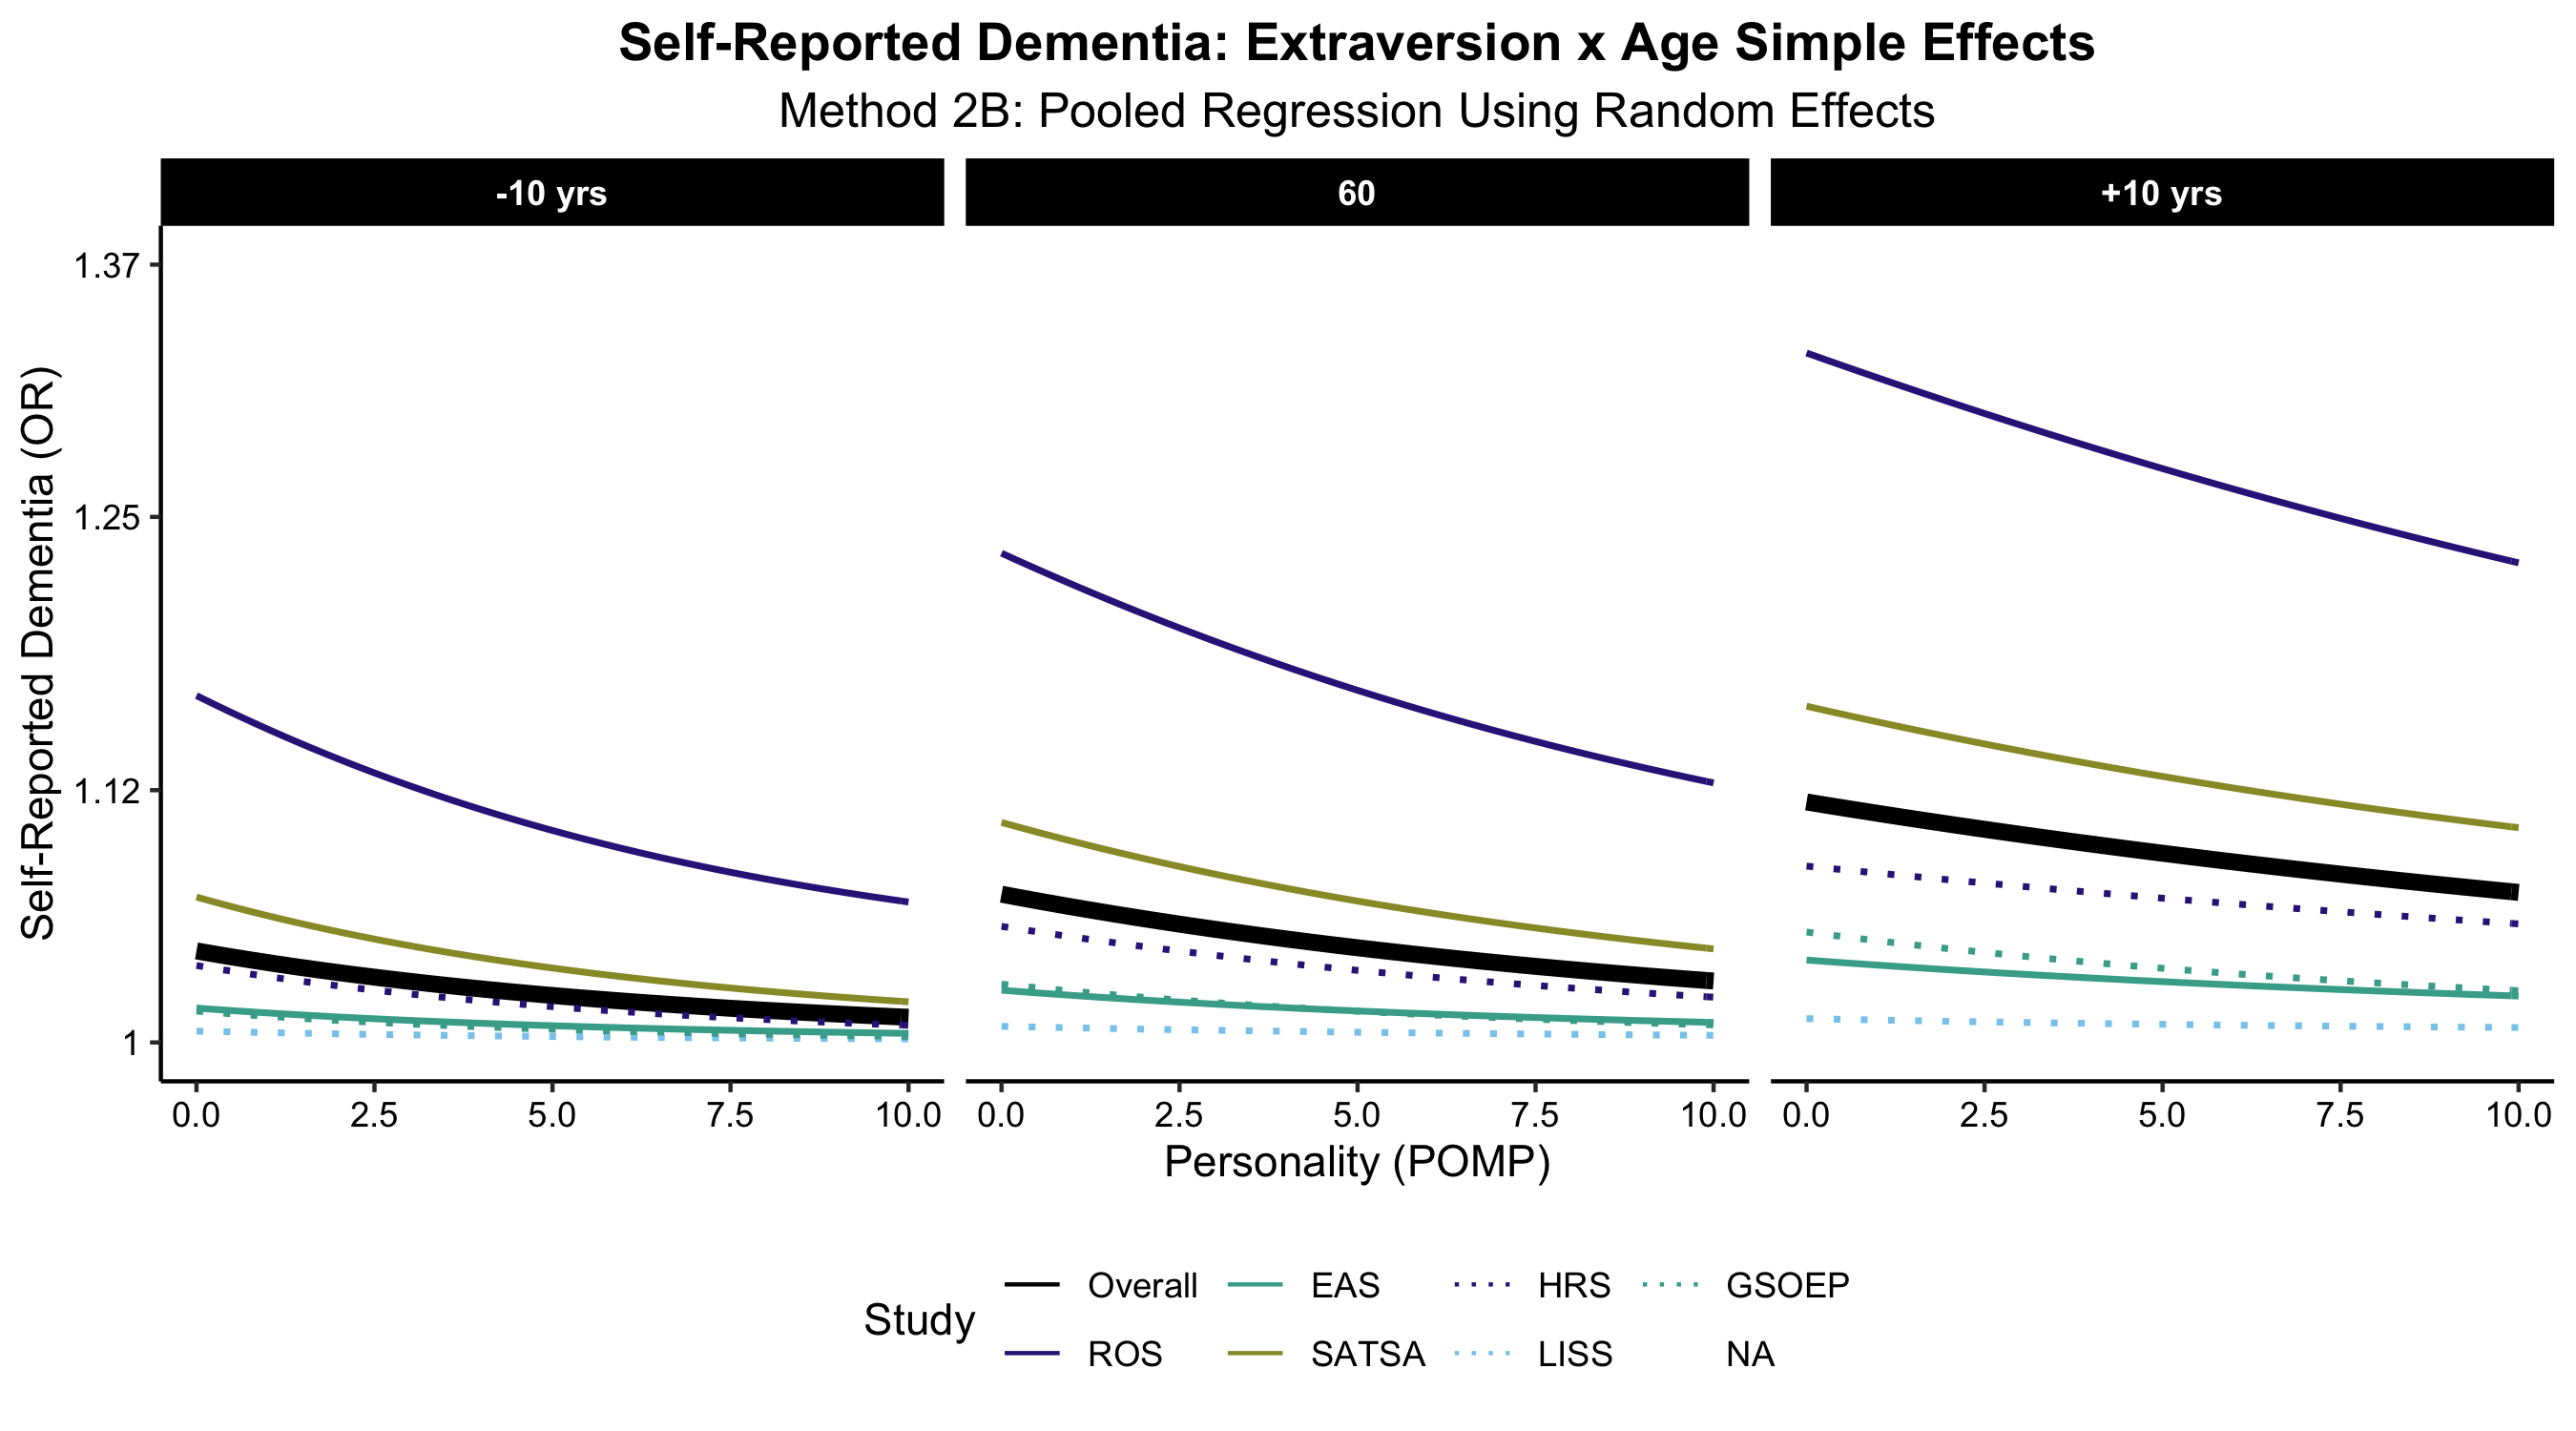 Self-Reported Dementia: Extraversion x Age Simple Effects
Method 2B: Pooled Regression Using Random Effects
-10 yrs
60
+10 yrs
Self-Reported Dementia (OR)
1.37
1.25
1.12
1
0.0 2.5 5.0 7.5 10.0
0.0 2.5 5.0 7.5 10.0
0.0 2.5 5.0 7.5 10.0
Personality (POMP)
Study
Overall EAS HRS GSOEP
ROS SATSA LISS NA